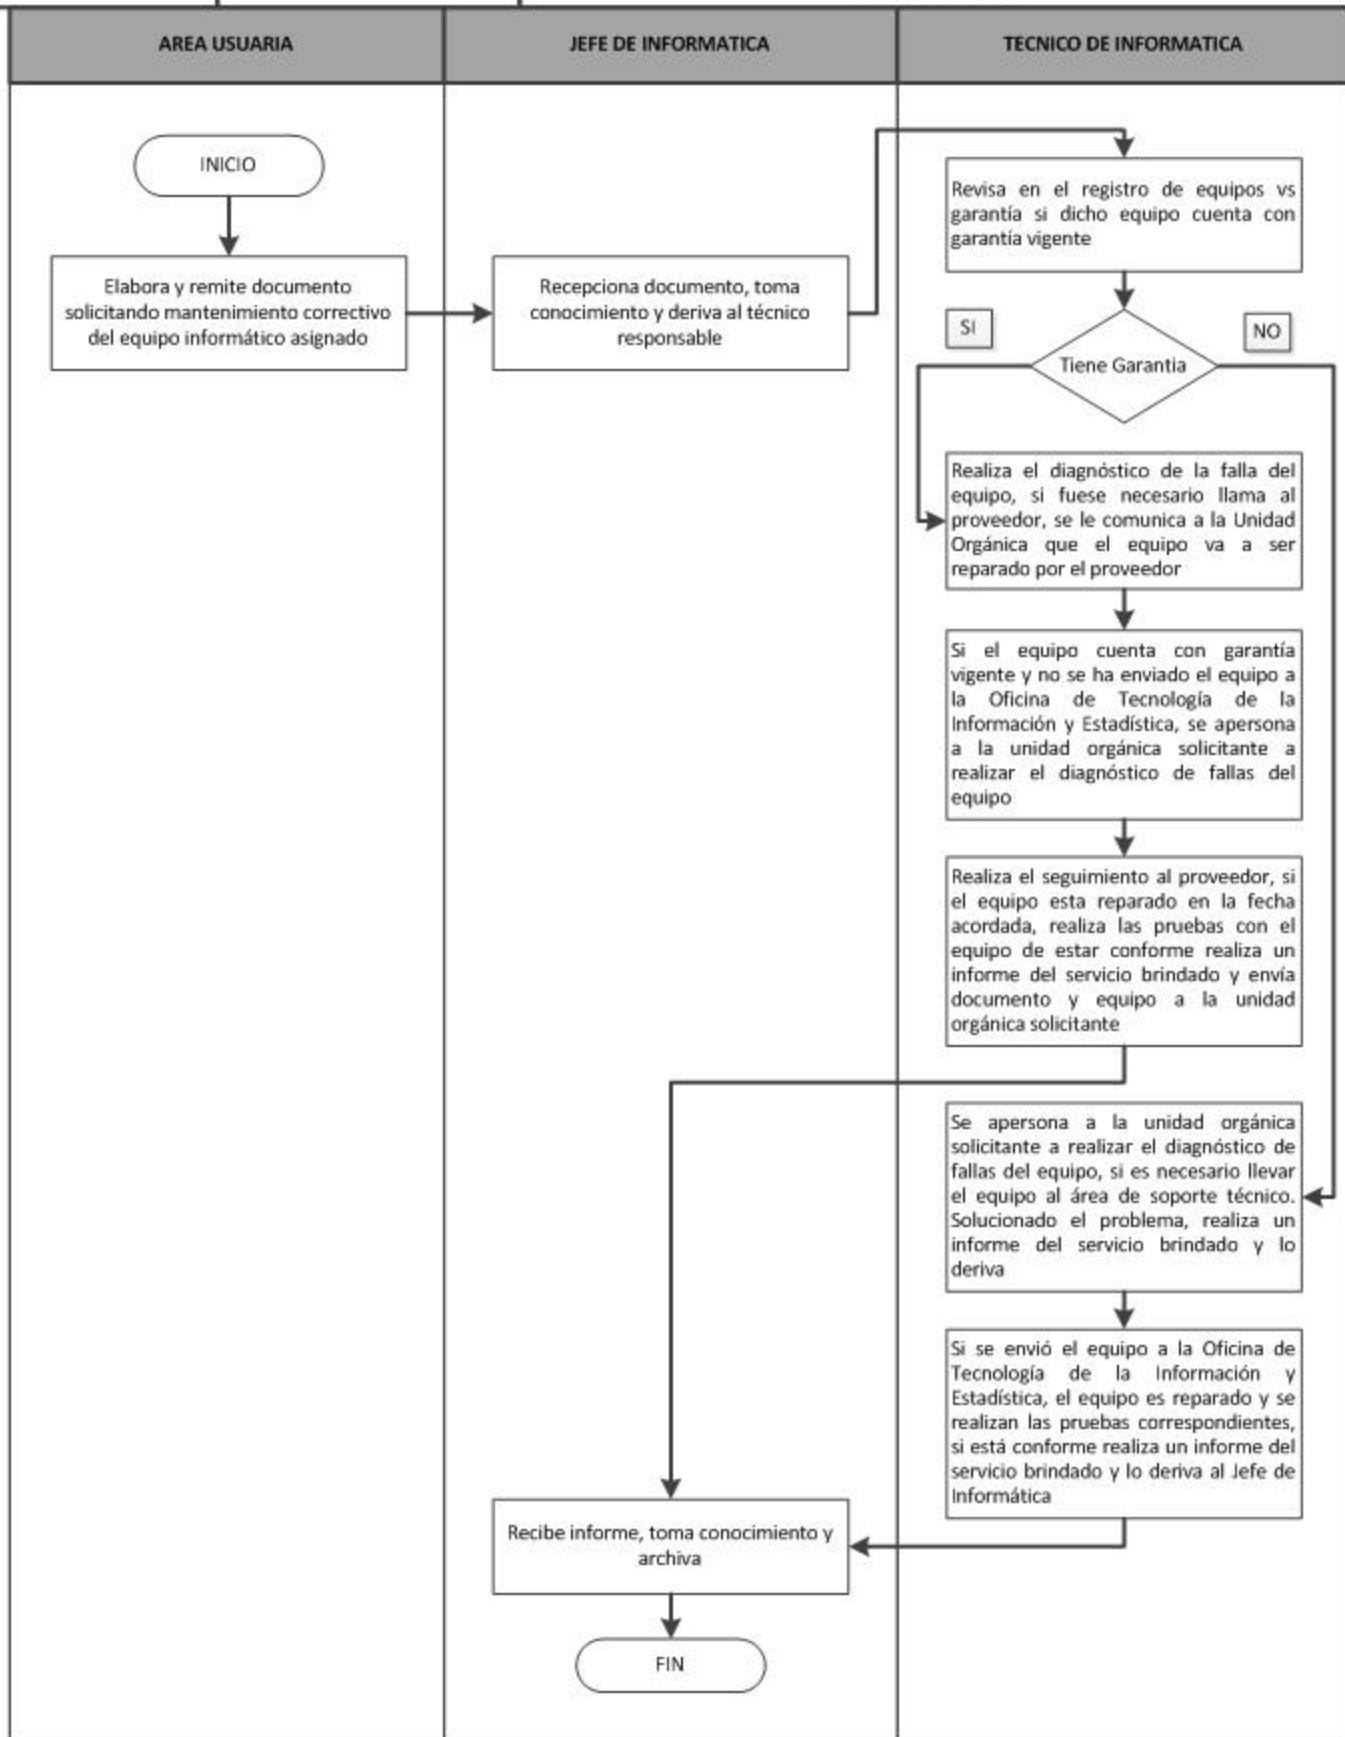 AREA USUARIA
JEFE DE INFORMATICA
TECNICO DE INFORMATICA
INICIO
Elabora y remite documento
solicitando mantenimiento correctivo
del equipo informático asignado
Recepciona documento, toma
conocimiento y deriva al técnico
responsable
Revisa en el registro de equipos vs
garantía si dicho equipo cuenta con
garantía vigente
SI
NO
Tiene Garantia
Realiza el diagnóstico de la falla del
equipo, si fuese necesario llama al
proveedor, se le comunica a la Unidad
Orgánica que el equipo va a ser
reparado por el proveedor
Si el equipo cuenta con garantía
vigente y no se ha enviado el equipo a
la Oficina de Tecnología de la
Información y Estadística, se apersona
a la unidad orgánica solicitante a
realizar el diagnóstico de fallas del
equipo
Realiza el seguimiento al proveedor, si
el equipo esta reparado en la fecha
acordada, realiza las pruebas con el
equipo de estar conforme realiza un
informe del servicio brindado y envía
documento y equipo a la unidad
orgánica solicitante
Se apersona a la unidad orgánica
solicitante a realizar el diagnóstico de
fallas del equipo, si es necesario llevar
el equipo al área de soporte técnico.
Solucionado el problema, realiza un
informe del servicio brindado y lo
deriva
Si se envió el equipo a la Oficina de
Tecnología de la Información y
Estadística, el equipo es reparado y se
realizan las pruebas correspondientes,
si está conforme realiza un informe del
servicio brindado y lo deriva al Jefe de
Informática
Recibe informe, toma conocimiento y
archiva
FIN